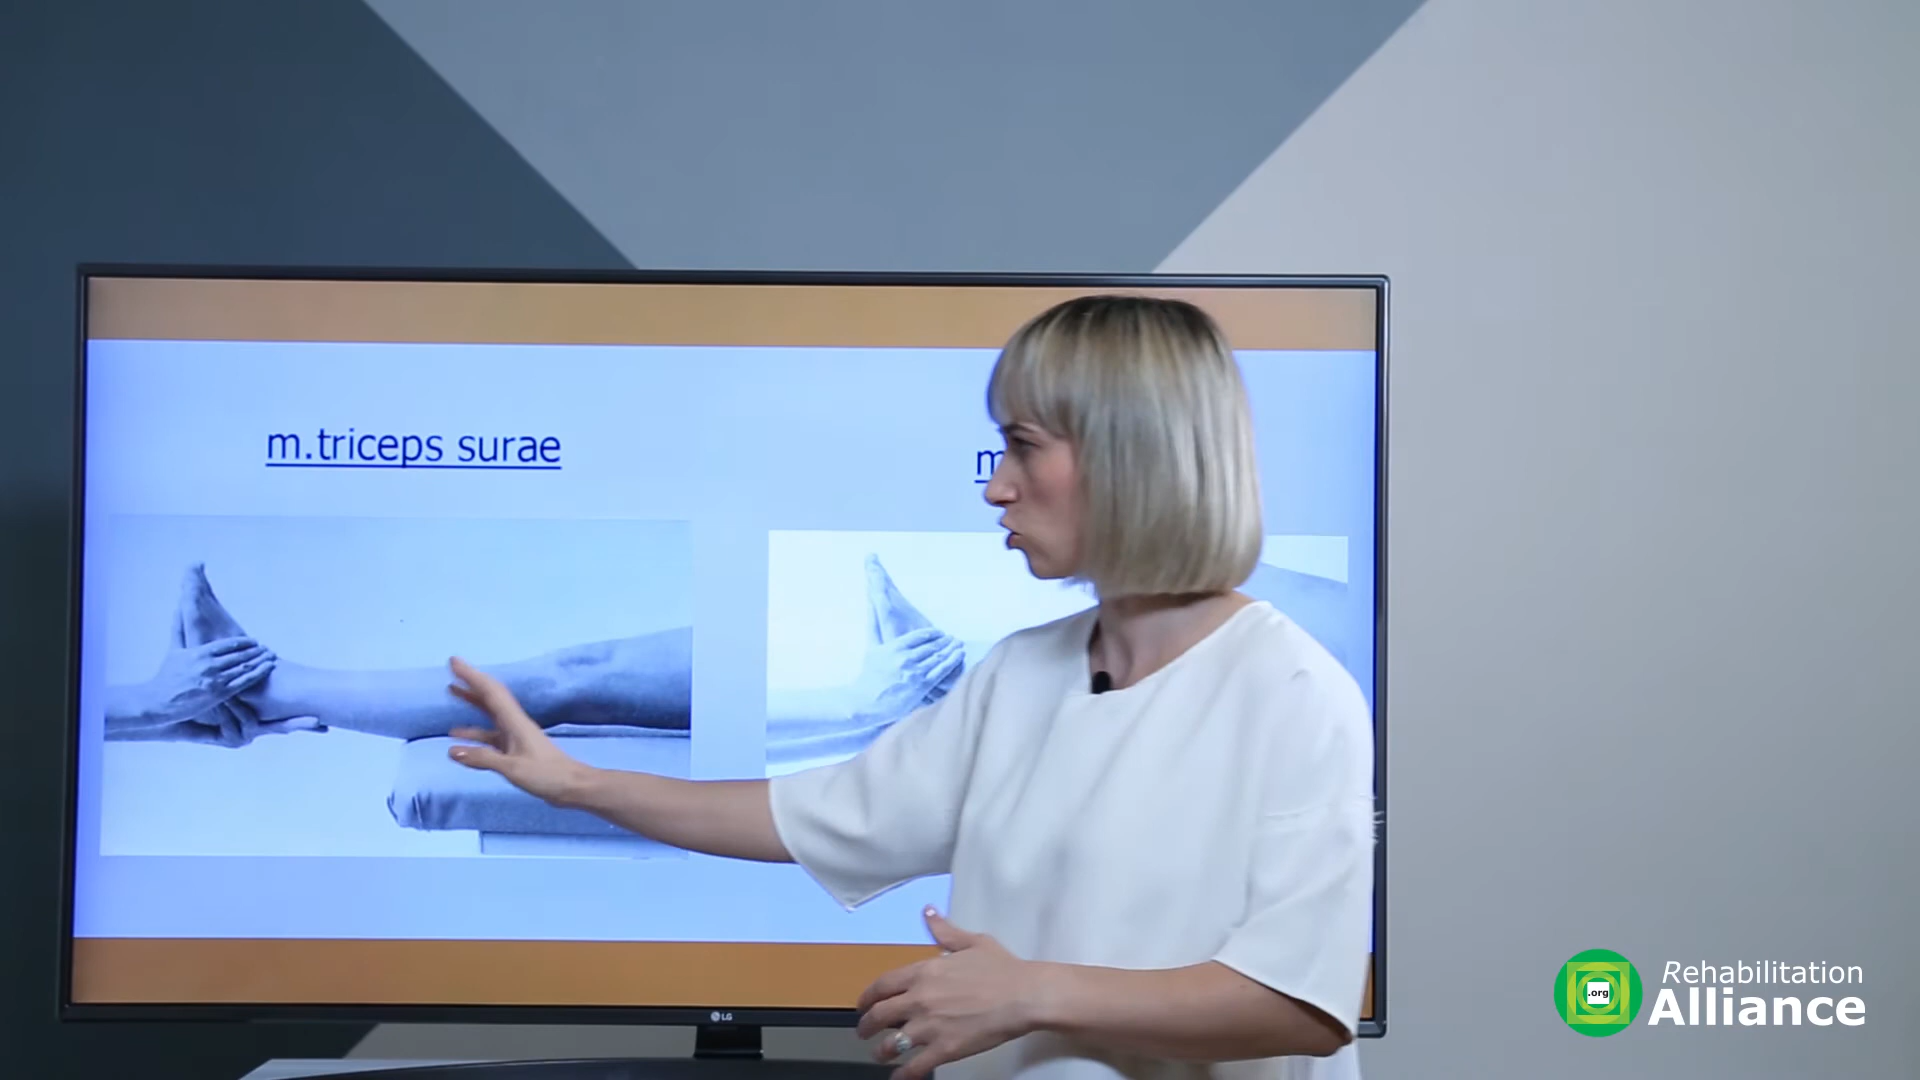 m.triceps surae
LG
.org
Rehabilitation
Alliance